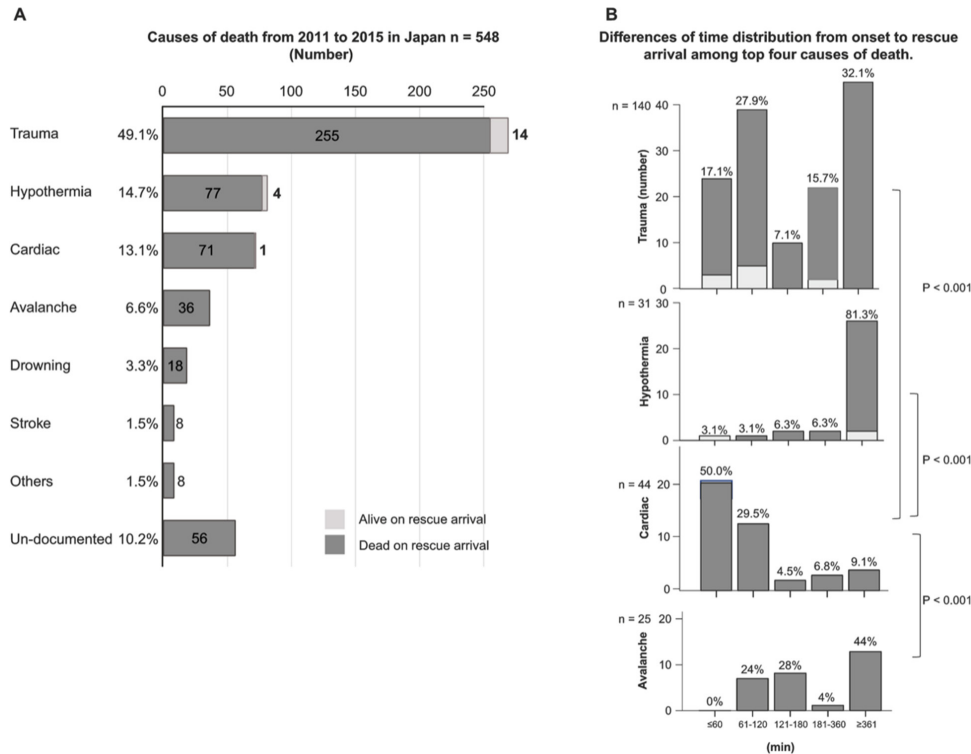 A
Causes of death from 2011 to 2015 in Japan n = 548
(Number)
0 50 100 150 200 250
Trauma 49.1% 255 14
Hypothermia 14.7% 77 4
Cardiac 13.1% 71 1
Avalanche 6.6% 36
Drowning 3.3% 18
Stroke 1.5% 8
Others 1.5% 8
Un-documented 10.2% 56
Alive on rescue arrival
Dead on rescue arrival
B
Differences of time distribution from onset to rescue
arrival among top four causes of death.
n = 140
Trauma (number)
40
30
20
10
0
17.1% 27.9% 7.1% 15.7% 32.1%
n = 31
Hypothermia
30
20
10
0
3.1% 3.1% 6.3% 6.3% 81.3%
n = 44
Cardiac
20
10
0
50.0% 29.5% 4.5% 6.8% 9.1%
n = 25
Avalanche
20
10
0
0% 24% 28% 4% 44%
≤60 61-120 121-180 181-360 ≥361
(min)
P < 0.001
P < 0.001
P < 0.001